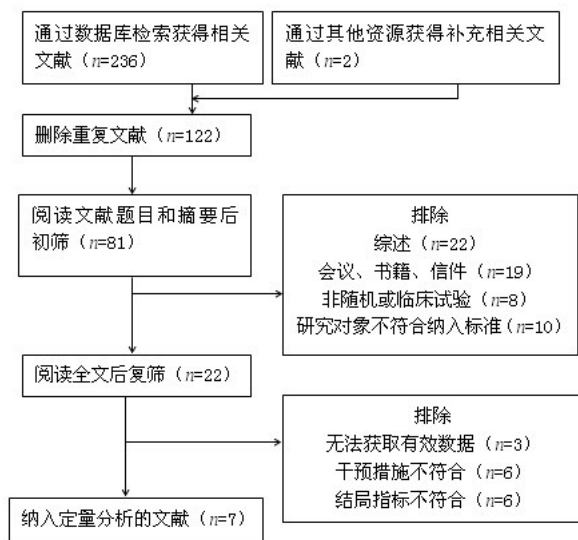 通过数据库检索获得相关
文献（n=236）
通过其他资源获得补充相关文
献（n=2）
删除重复文献（n=122）
阅读文献题目和摘要后
初筛（n=81）
排除
综述（n=22）
会议、书籍、信件（n=19）
非随机或临床试验（n=8）
研究对象不符合纳入标准（n=10）
阅读全文后复筛（n=22）
排除
无法获取有效数据（n=3）
干预措施不符合（n=6）
结局指标不符合（n=6）
纳入定量分析的文献（n=7）